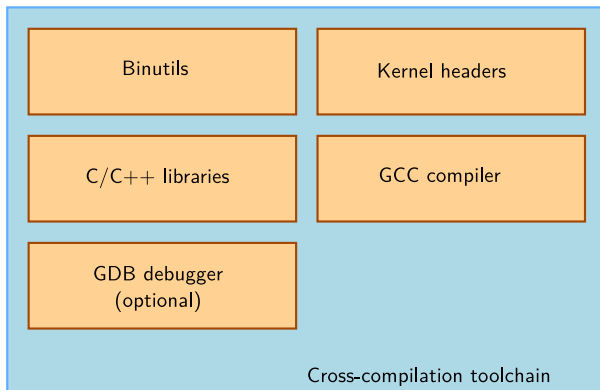 Binutils
Kernel headers
C/C++ libraries
GCC compiler
GDB debugger
(optional)
Cross-compilation toolchain